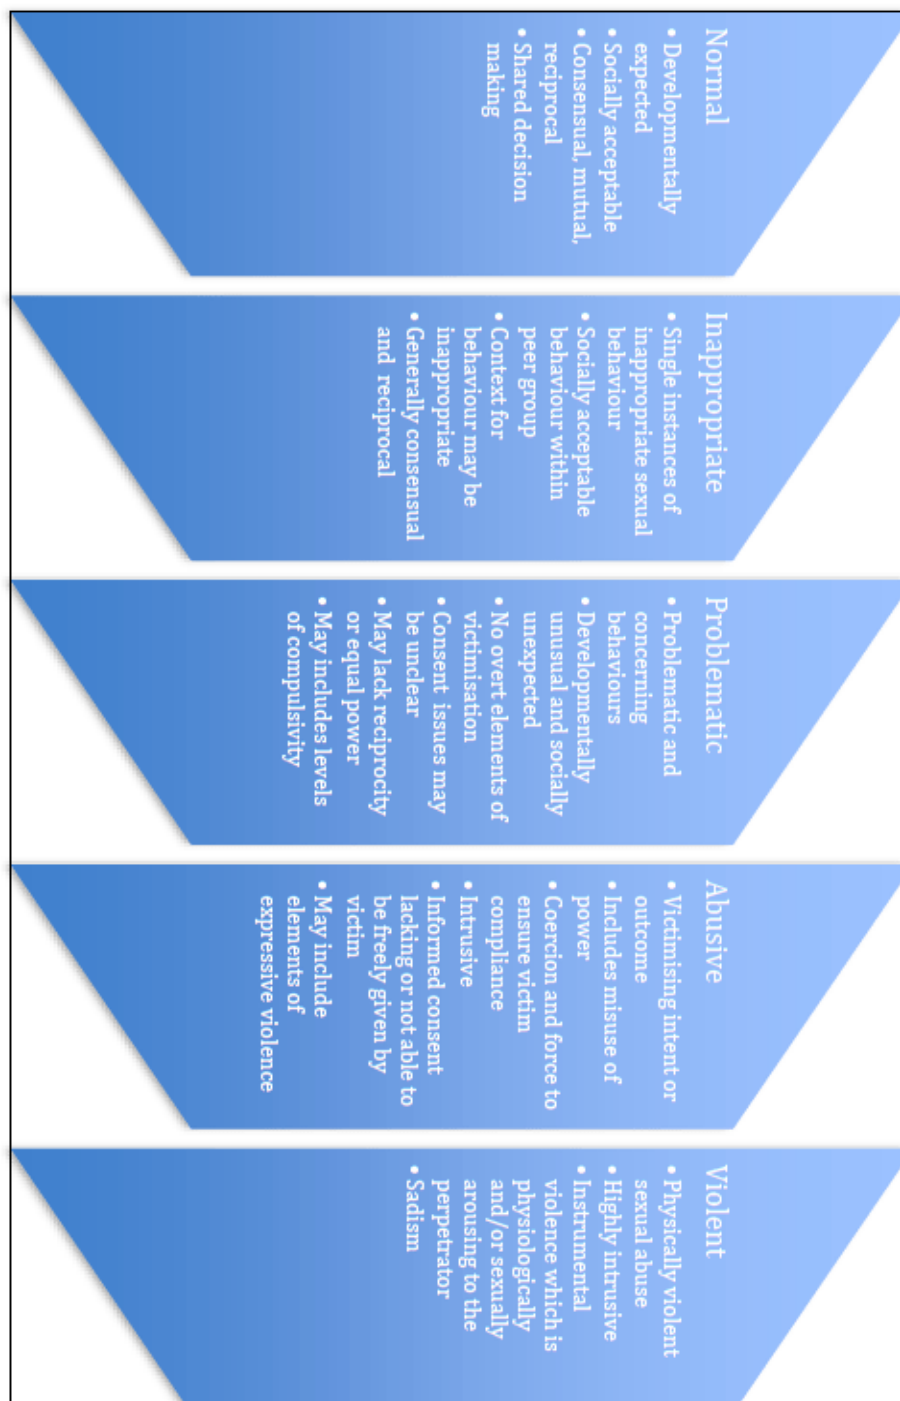 Normal
• Developmentally
expected
• Socially acceptable
• Consensual, mutual,
reciprocal
• Shared decision
making
Inappropriate
• Single instances of
inappropriate sexual
behaviour
• Socially acceptable
behaviour within
peer group
• Context for
behaviour may be
inappropriate
• Generally consensual
and reciprocal
Problematic
• Problematic and
concerning
behaviours
• Developmentally
unusual and socially
unexpected
• No overt elements of
victimisation
• Consent issues may
be unclear
• May lack reciprocity
or equal power
• May includes levels
of compulsivity
Abusive
• Victimising intent or
outcome
• Includes misuse of
power
• Coercion and force to
ensure victim
compliance
• Intrusive
• Informed consent
lacking or not able to
be freely given by
victim
• May include
elements of
expressive violence
Violent
• Physically violent
sexual abuse
• Highly intrusive
• Instrumental
violence which is
physiologically
and/or sexually
arousing to the
perpetrator
• Sadism